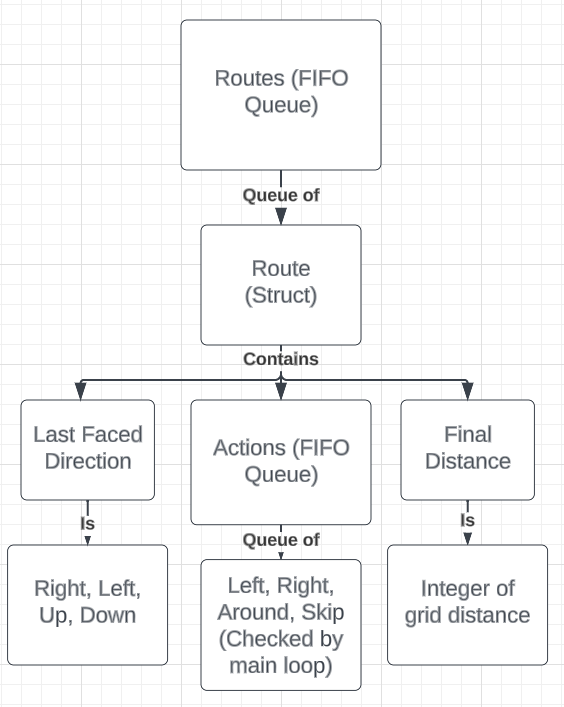 Routes (FIFO
Queue)
Queue of
Route
(Struct)
Contains
Last Faced
Direction
Actions (FIFO
Queue)
Final
Distance
Is
Queue of
Is
Right, Left,
Up, Down
Left, Right,
Around, Skip
(Checked by
main loop)
Integer of
grid distance